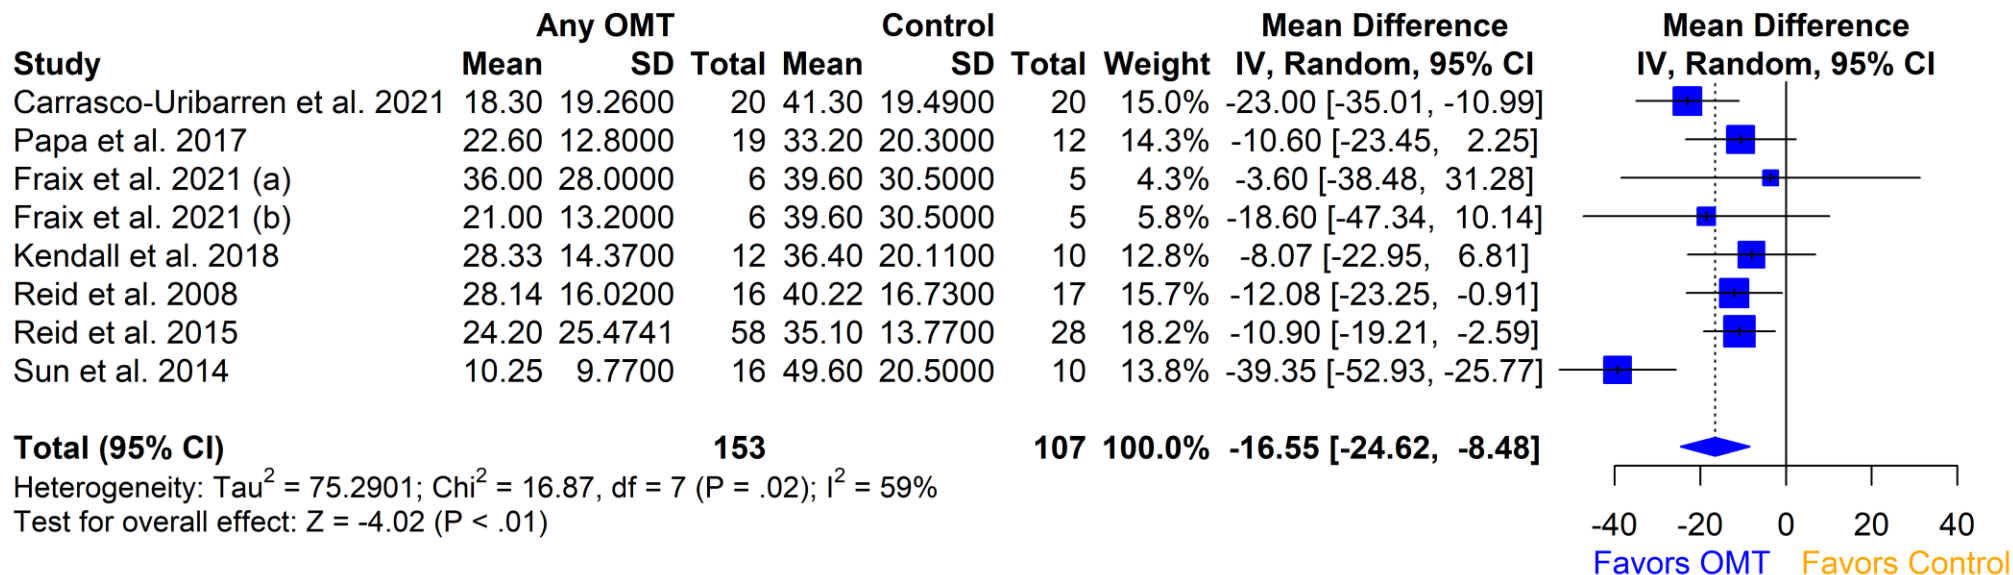 Any OMT Control Mean Difference Mean Difference
Study Mean SD Total Mean SD Total Weight IV, Random, 95% CI IV, Random, 95% CI
Carrasco-Uribarren et al. 2021 18.30 19.2600 20 41.30 19.4900 20 15.0% -23.00 [-35.01, -10.99]
Papa et al. 2017 22.60 12.8000 19 33.20 20.3000 12 14.3% -10.60 [-23.45, 2.25]
Fraix et al. 2021 (a) 36.00 28.0000 6 39.60 30.5000 5 4.3% -3.60 [-38.48, 31.28]
Fraix et al. 2021 (b) 21.00 13.2000 6 39.60 30.5000 5 5.8% -18.60 [-47.34, 10.14]
Kendall et al. 2018 28.33 14.3700 12 36.40 20.1100 10 12.8% -8.07 [-22.95, 6.81]
Reid et al. 2008 28.14 16.0200 16 40.22 16.7300 17 15.7% -12.08 [-23.25, -0.91]
Reid et al. 2015 24.20 25.4741 58 35.10 13.7700 28 18.2% -10.90 [-19.21, -2.59]
Sun et al. 2014 10.25 9.7700 16 49.60 20.5000 10 13.8% -39.35 [-52.93, -25.77]
Total (95% CI) 153 107 100.0% -16.55 [-24.62, -8.48]
Heterogeneity: Tau² = 75.2901; Chi² = 16.87, df = 7 (P = .02); I² = 59%
Test for overall effect: Z = -4.02 (P < .01)
-40 -20 0 20 40
Favors OMT Favors Control